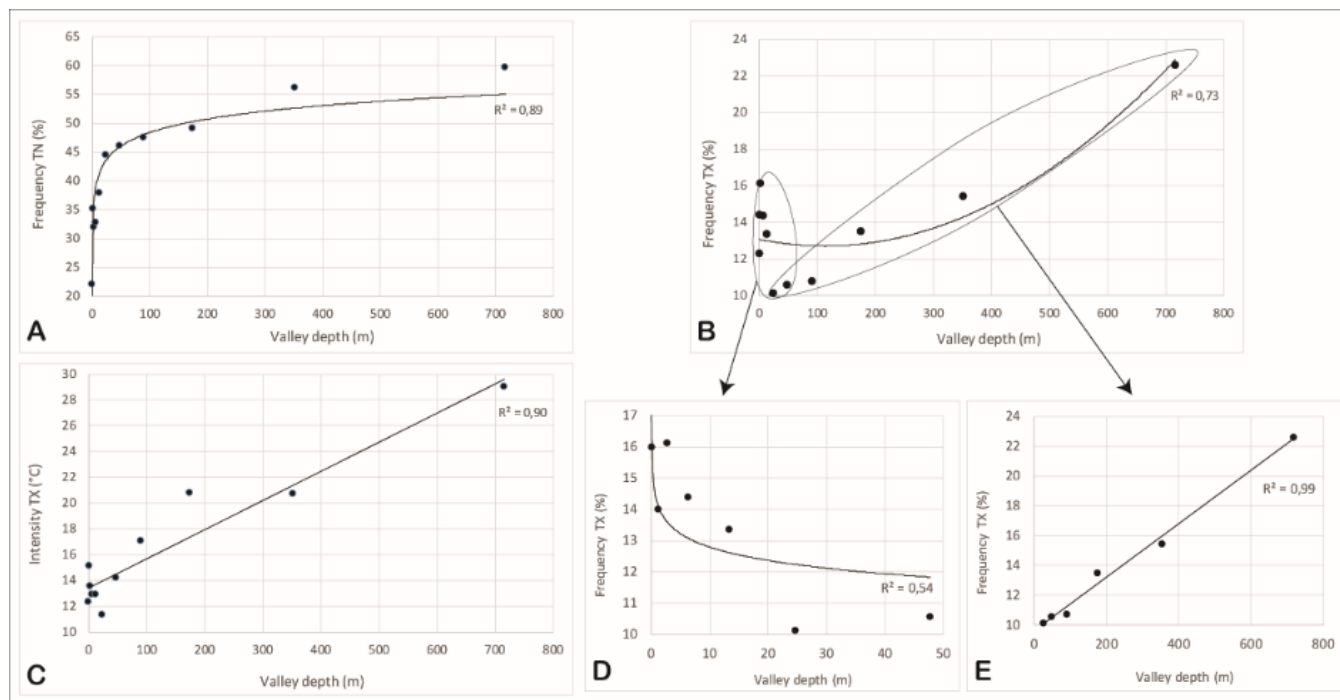 65
60
55
50
45
40
35
30
25
20
Frequency TN (%)
R² = 0,89
0 100 200 300 400 500 600 700 800
Valley depth (m)
A
24
22
20
18
16
14
12
10
Frequency TX (%)
R² = 0,73
0 100 200 300 400 500 600 700 800
Valley depth (m)
B
30
28
26
24
22
20
18
16
14
12
10
Intensity TX (°C)
R² = 0,90
0 100 200 300 400 500 600 700 800
Valley depth (m)
C
17
16
15
14
13
12
11
10
Frequency TX (%)
R² = 0,54
0 10 20 30 40 50
Valley depth (m)
D
24
22
20
18
16
14
12
10
Frequency TX (%)
R² = 0,99
0 200 400 600 800
Valley depth (m)
E